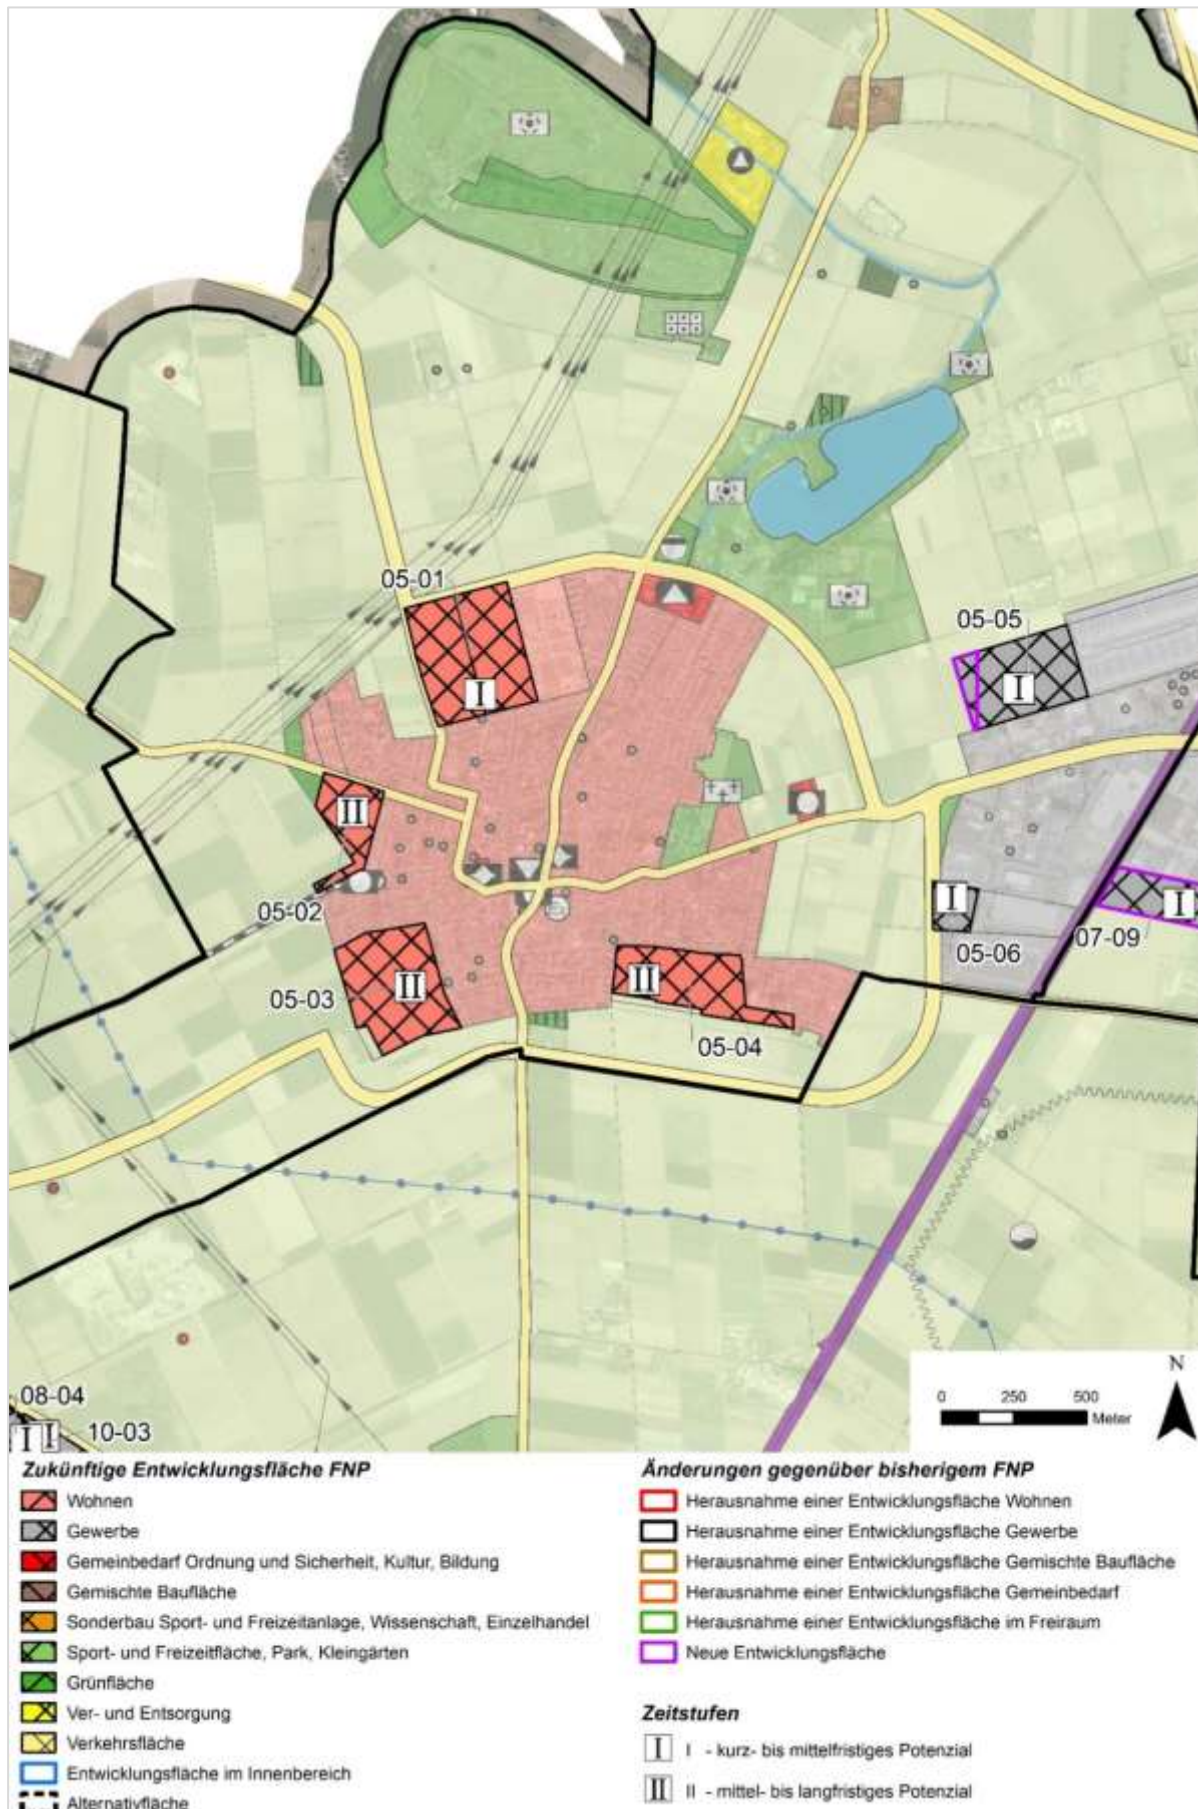 05-01
05-05
I
I
II
05-02
I
I
05-06
07-09
05-03
II
II
05-04
N
0 250 500
Meter
08-04
I I 10-03
Zukünftige Entwicklungsfläche FNP
Wohnen
Gewerbe
Gemeinbedarf Ordnung und Sicherheit, Kultur, Bildung
Gemischte Baufläche
Sonderbau Sport- und Freizeitanlage, Wissenschaft, Einzelhandel
Sport- und Freizeitfläche, Park, Kleingärten
Grünfläche
Ver- und Entsorgung
Verkehrsfläche
Entwicklungsfläche im Innenbereich
Alternativfläche
Änderungen gegenüber bisherigem FNP
Herausnahme einer Entwicklungsfläche Wohnen
Herausnahme einer Entwicklungsfläche Gewerbe
Herausnahme einer Entwicklungsfläche Gemischte Baufläche
Herausnahme einer Entwicklungsfläche Gemeinbedarf
Herausnahme einer Entwicklungsfläche im Freiraum
Neue Entwicklungsfläche
Zeitstufen
I I - kurz- bis mittelfristiges Potenzial
II II - mittel- bis langfristiges Potenzial